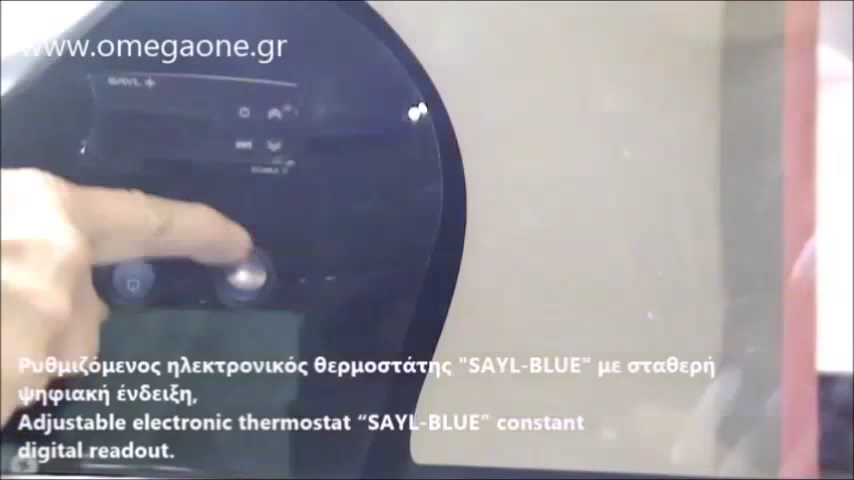 www.omegaone.gr
SAYL
Ρυθμιζόμενος ηλεκτρονικός θερμοστάτης "SAYL-BLUE" με σταθερή
ψηφιακή ένδειξη,
Adjustable electronic thermostat “SAYL-BLUE” constant
digital readout.